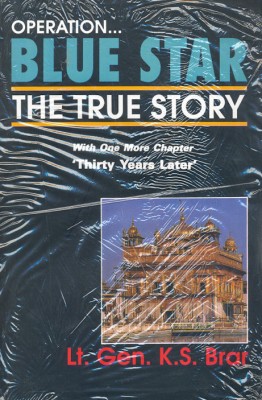 OPERATION...
BLUE STAR
THE TRUE STORY
With One More Chapter
'Thirty Years Later'
Lt. Gen. K.S. Brar